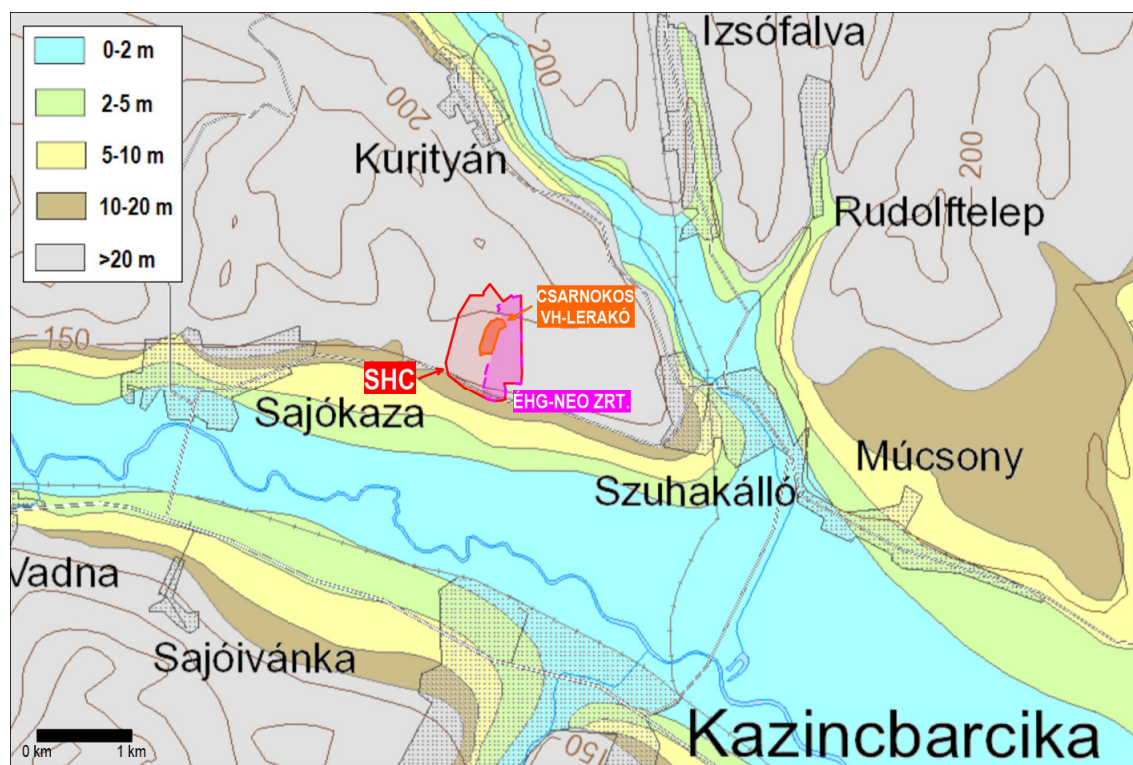 0-2 m
2-5 m
5-10 m
10-20 m
>20 m
Izsófalva
200
200
200
200
Kurityán
Rudolftelep
CSARNOKOS
VH-LERAKÓ
150
SHC
ÉHG-NEO ZRT.
Sajókaza
Múcsony
Szuhakálló
Vadna
Sajóivánka
Kazincbarcika
150
0 km
1 km